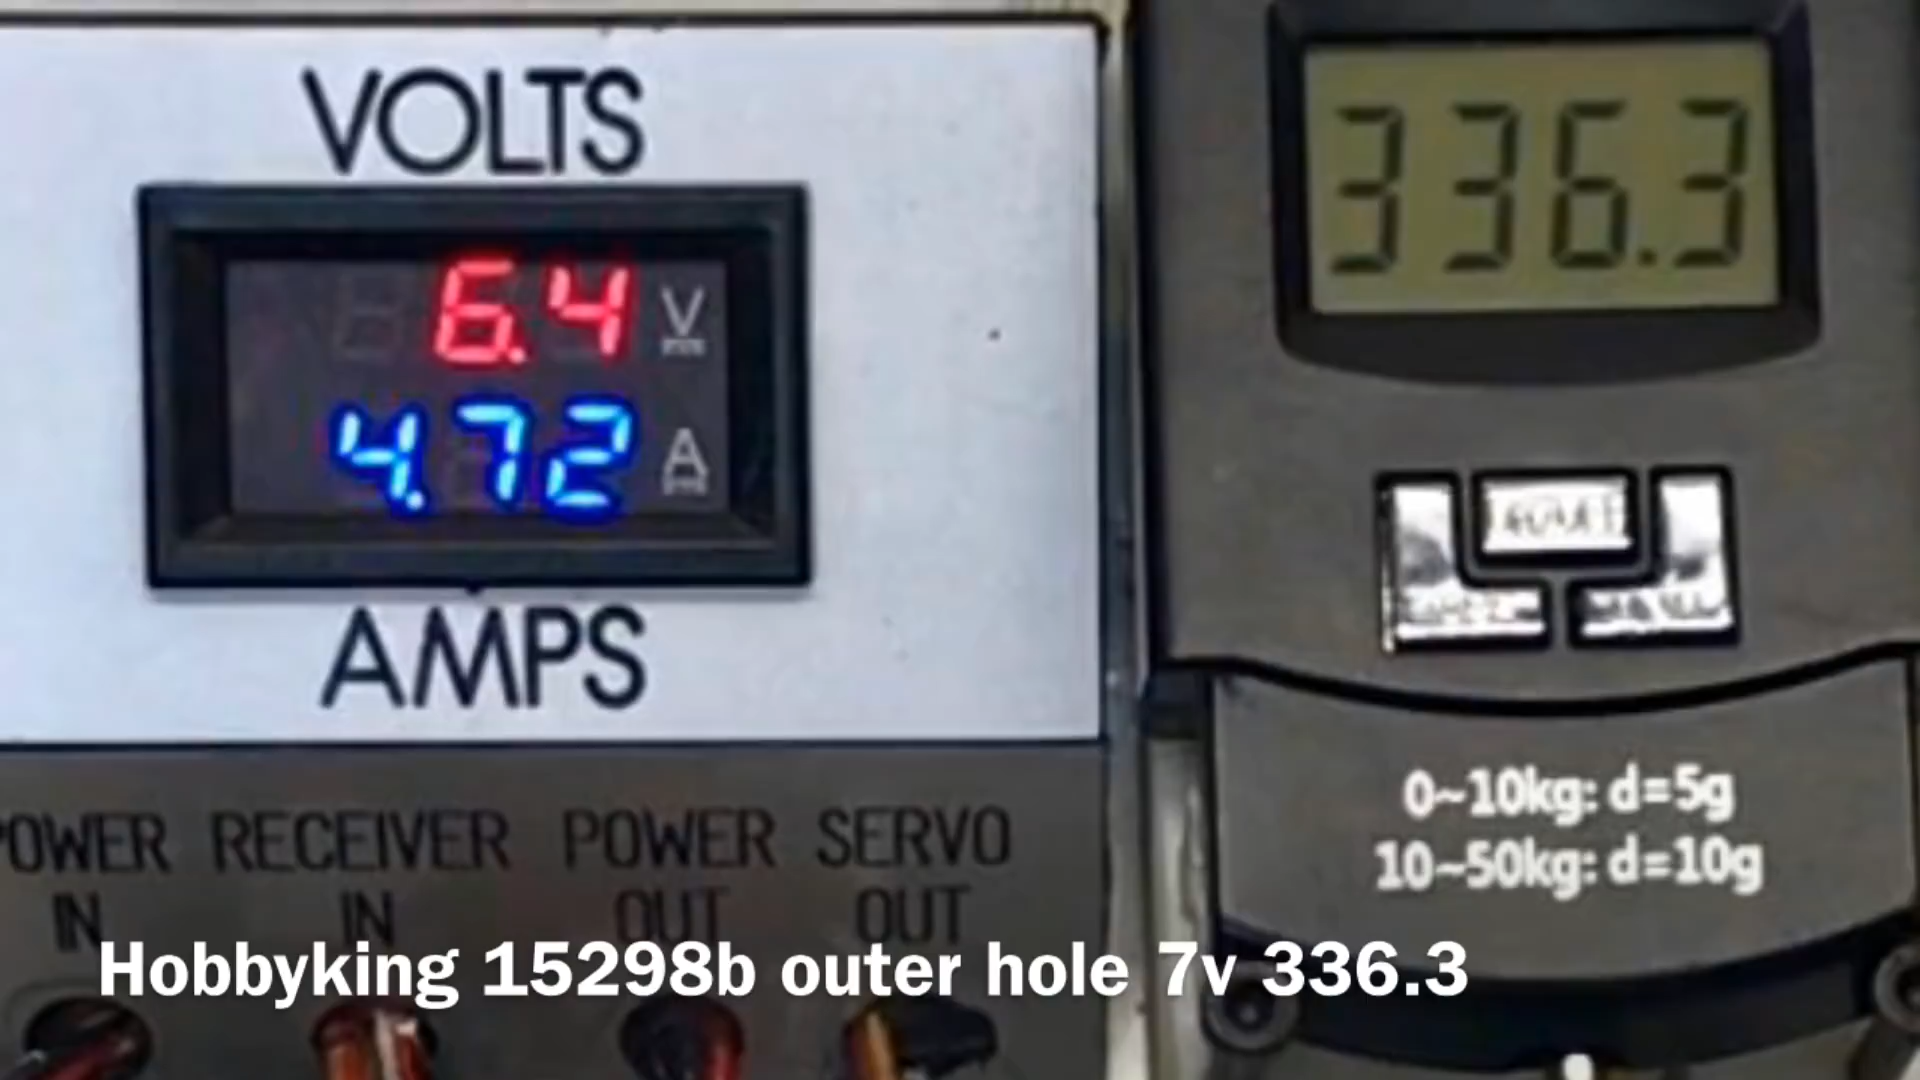 VOLTS
6.4 V
4.72 A
AMPS
336.3
0~10kg: d=5g
10~50kg: d=10g
POWER IN
RECEIVER IN
POWER OUT
SERVO OUT
Hobbyking 15298b outer hole 7v 336.3